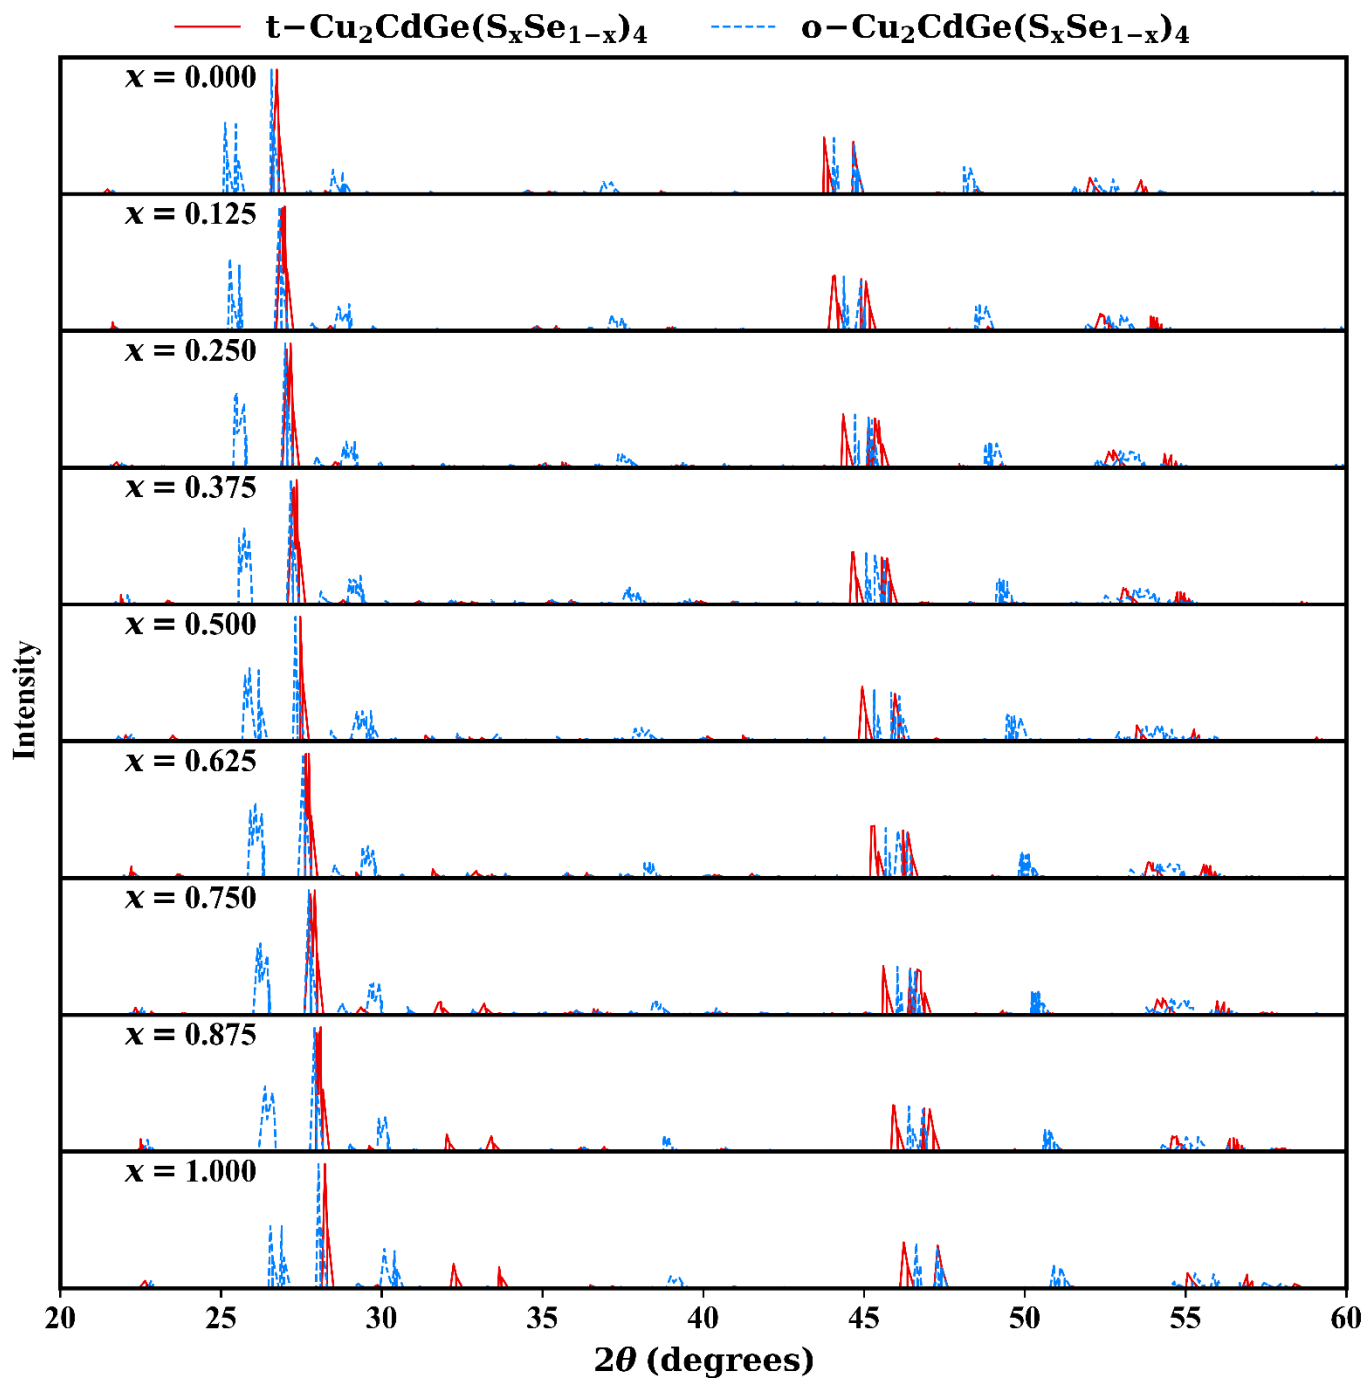 t−Cu₂CdGe(SₓSe₁₋ₓ)₄ o−Cu₂CdGe(SₓSe₁₋ₓ)₄
x = 0.000
x = 0.125
x = 0.250
x = 0.375
x = 0.500
x = 0.625
x = 0.750
x = 0.875
x = 1.000
Intensity
20 25 30 35 40 45 50 55 60
2θ (degrees)